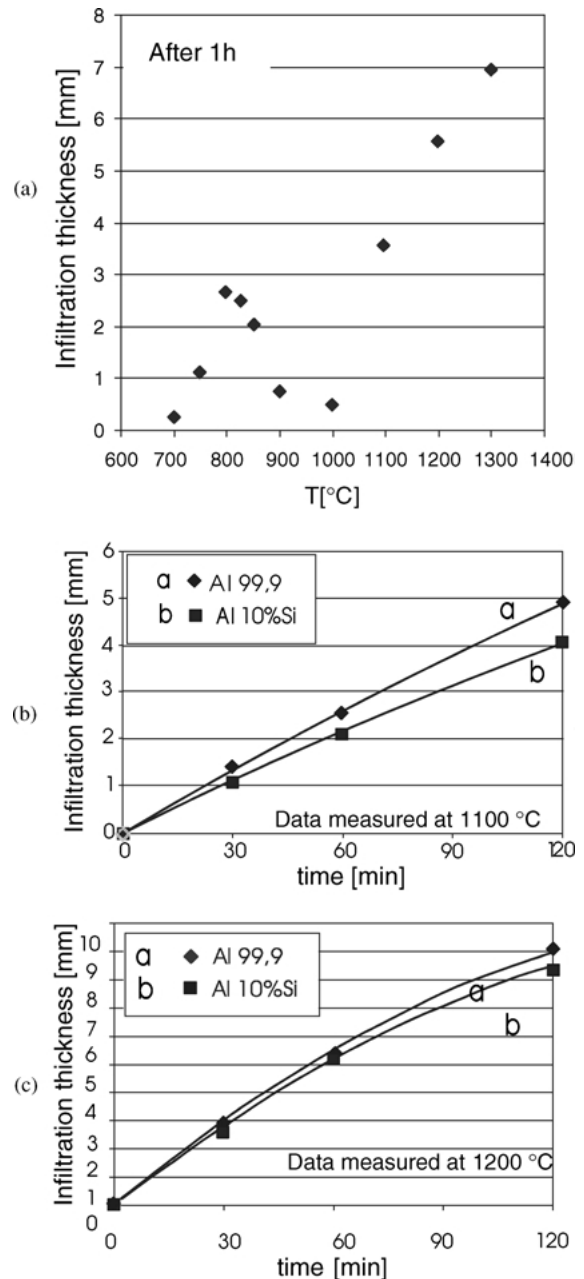 8
7
6
5
4
3
2
1
0
After 1h
Infiltration thickness [mm]
(a)
600 700 800 900 1000 1100 1200 1300 1400
T[°C]
6
5
4
3
2
1
0
a Al 99,9
b Al 10%Si
a
b
Infiltration thickness [mm]
(b)
Data measured at 1100 °C
0 30 60 90 120
time [min]
10
9
8
7
6
5
4
3
2
1
0
a Al 99,9
b Al 10%Si
a
b
Infiltration thickness [mm]
(c)
Data measured at 1200 °C
0 30 60 90 120
time [min]